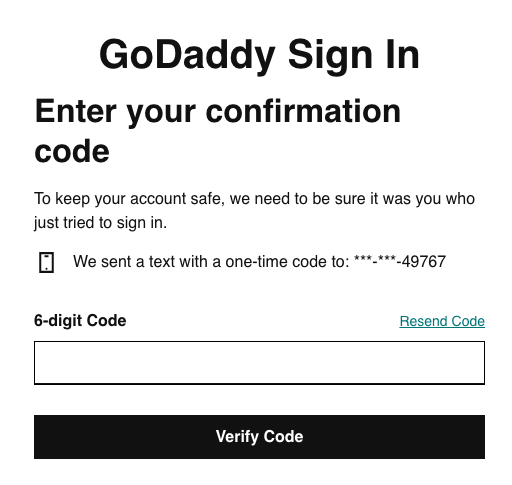 GoDaddy Sign In
Enter your confirmation
code
To keep your account safe, we need to be sure it was you who
just tried to sign in.
We sent a text with a one-time code to: ***-***-49767
6-digit Code
Resend Code
Verify Code